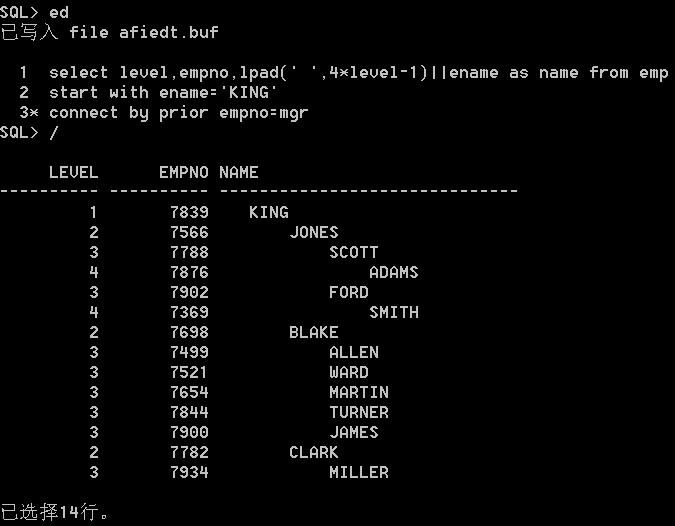 SQL> ed
已写入 file afiedt.buf
  1  select level,empno,lpad(' ',4*level-1)||ename as name from emp
  2  start with ename='KING'
  3* connect by prior empno=mgr
SQL> /
     LEVEL      EMPNO NAME
---------- ---------- ------------------------------
         1       7839    KING
         2       7566        JONES
         3       7788            SCOTT
         4       7876                ADAMS
         3       7902            FORD
         4       7369                SMITH
         2       7698        BLAKE
         3       7499            ALLEN
         3       7521            WARD
         3       7654            MARTIN
         3       7844            TURNER
         3       7900            JAMES
         2       7782        CLARK
         3       7934            MILLER
已选择14行。